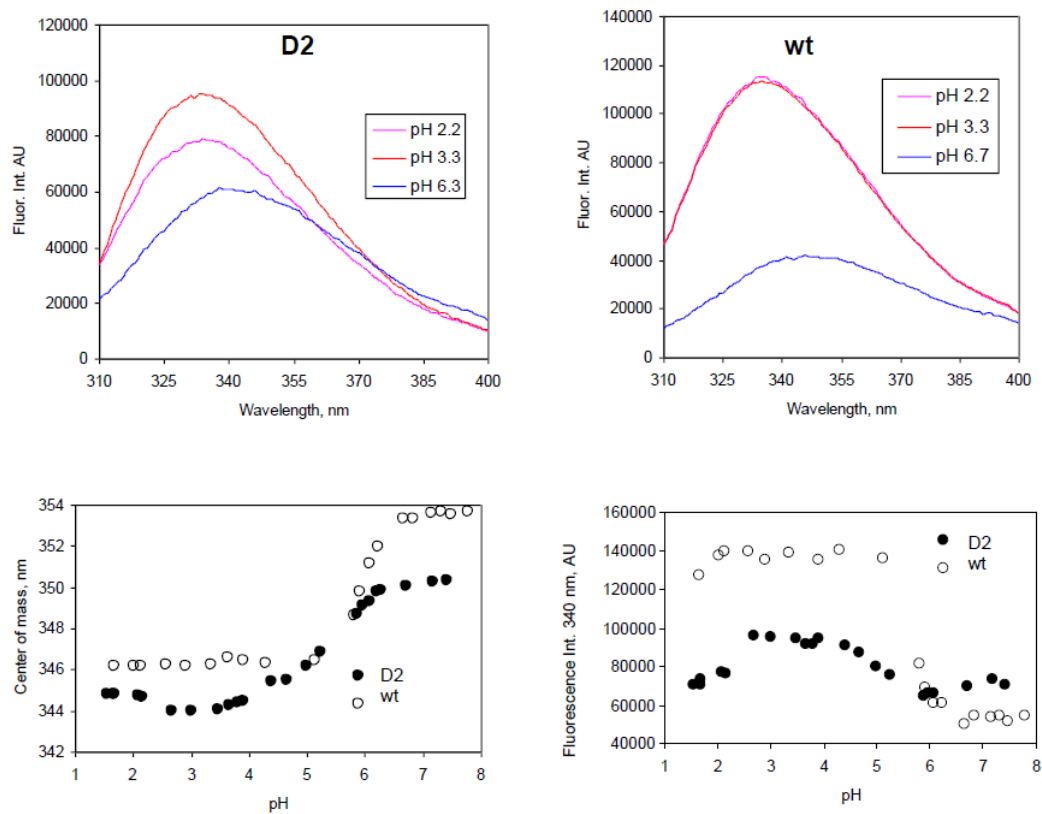 120000
100000
80000
60000
40000
20000
0
Fluor. Int. AU
D2
pH 2.2
pH 3.3
pH 6.3
310 325 340 355 370 385 400
Wavelength, nm
140000
120000
100000
80000
60000
40000
20000
0
Fluor. Int. AU
wt
pH 2.2
pH 3.3
pH 6.7
310 325 340 355 370 385 400
Wavelength, nm
354
352
350
348
346
344
342
Center of mass, nm
D2
wt
1 2 3 4 5 6 7 8
pH
160000
140000
120000
100000
80000
60000
40000
Fluorescence Int. 340 nm, AU
D2
wt
1 2 3 4 5 6 7 8
pH